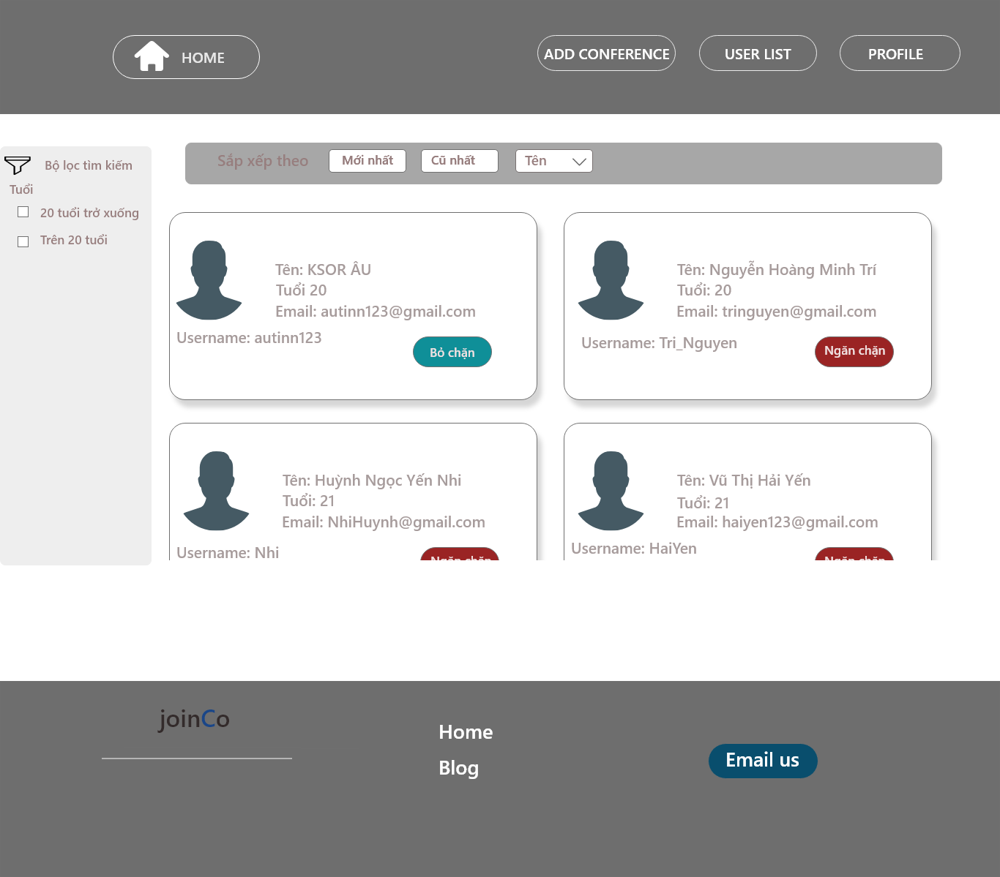 HOME
ADD CONFERENCE
USER LIST
PROFILE
Bộ lọc tìm kiếm
Tuổi
20 tuổi trở xuống
Trên 20 tuổi
Sắp xếp theo
Mới nhất
Cũ nhất
Tên
Tên: KSOR ÂU
Tuổi 20
Email: autinn123@gmail.com
Username: autinn123
Bỏ chặn
Tên: Nguyễn Hoàng Minh Trí
Tuổi: 20
Email: tringuyen@gmail.com
Username: Tri_Nguyen
Ngăn chặn
Tên: Huỳnh Ngọc Yến Nhi
Tuổi: 21
Email: NhiHuynh@gmail.com
Username: Nhi
Ngăn chặn
Tên: Vũ Thị Hải Yến
Tuổi: 21
Email: haiyen123@gmail.com
Username: HaiYen
Ngăn chặn
joinCo
Home
Blog
Email us